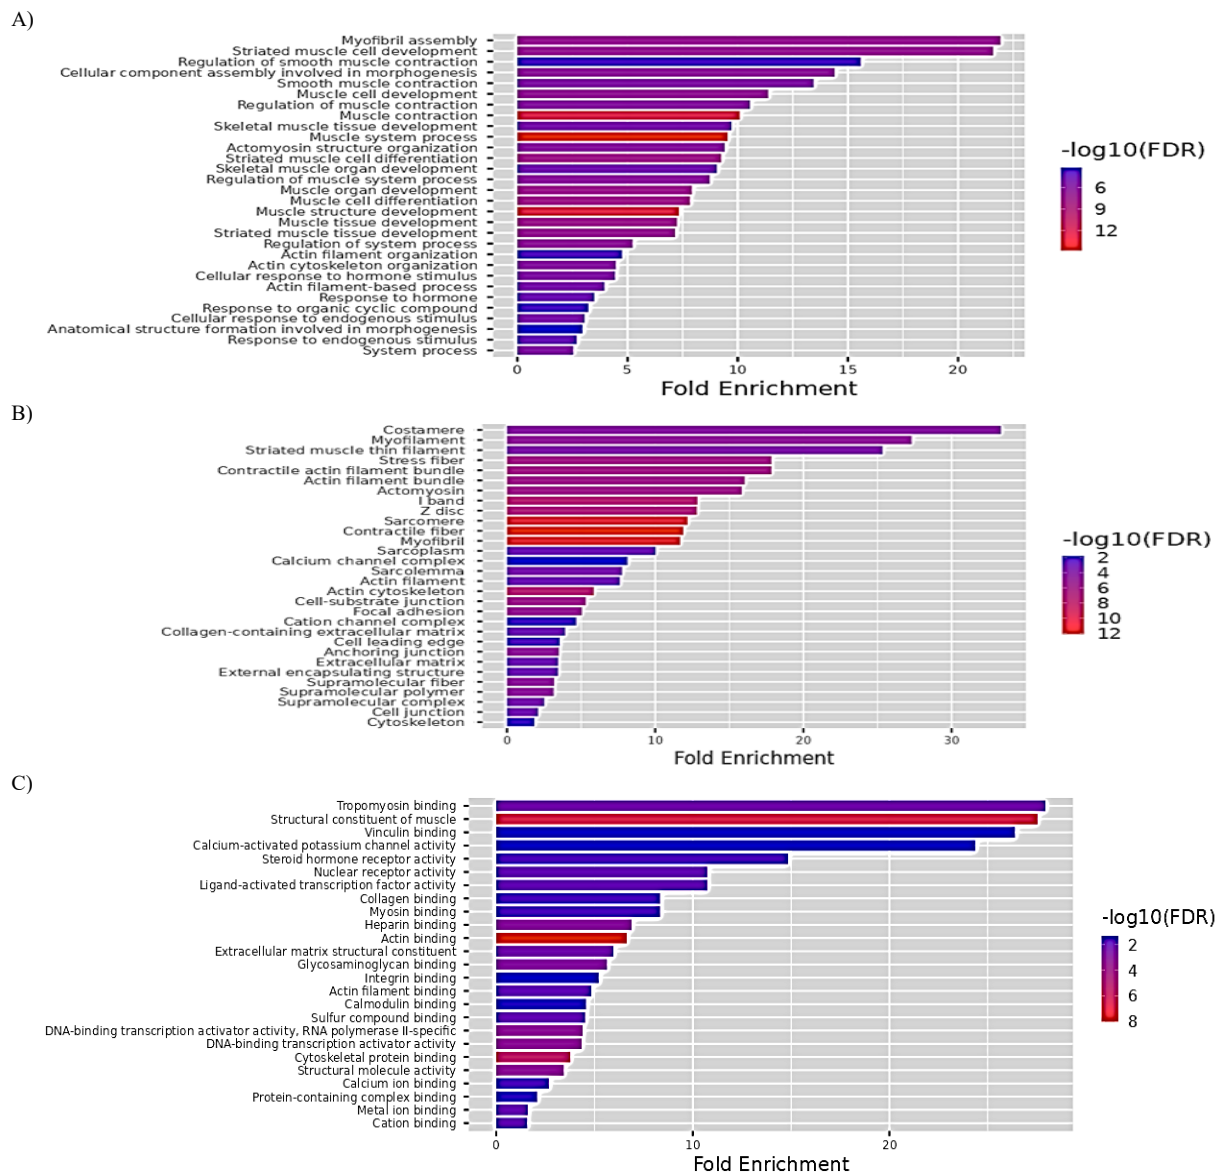 A)
Myofibril assembly
Striated muscle cell development
Regulation of smooth muscle contraction
Cellular component assembly involved in morphogenesis
Smooth muscle contraction
Muscle cell development
Regulation of muscle contraction
Muscle contraction
Skeletal muscle tissue development
Muscle system process
Actomyosin structure organization
Striated muscle cell differentiation
Skeletal muscle organ development
Regulation of muscle system process
Muscle organ development
Muscle cell differentiation
Muscle structure development
Muscle tissue development
Striated muscle tissue development
Regulation of system process
Actin filament organization
Actin cytoskeleton organization
Cellular response to hormone stimulus
Actin filament-based process
Response to hormone
Response to organic cyclic compound
Cellular response to endogenous stimulus
Anatomical structure formation involved in morphogenesis
Response to endogenous stimulus
System process
0 5 10 15 20
Fold Enrichment
-log10(FDR)
6
9
12
B)
Costamere
Myofilament
Striated muscle thin filament
Stress fiber
Contractile actin filament bundle
Actin filament bundle
Actomyosin
I band
Z disc
Sarcomere
Contractile fiber
Myofibril
Sarcoplasm
Calcium channel complex
Sarcolemma
Actin filament
Actin cytoskeleton
Cell-substrate junction
Focal adhesion
Cation channel complex
Collagen-containing extracellular matrix
Cell leading edge
Anchoring junction
Extracellular matrix
External encapsulating structure
Supramolecular fiber
Supramolecular polymer
Supramolecular complex
Cell junction
Cytoskeleton
0 10 20 30
Fold Enrichment
-log10(FDR)
2
4
6
8
10
12
C)
Tropomyosin binding
Structural constituent of muscle
Vinculin binding
Calcium-activated potassium channel activity
Steroid hormone receptor activity
Nuclear receptor activity
Ligand-activated transcription factor activity
Collagen binding
Myosin binding
Heparin binding
Actin binding
Extracellular matrix structural constituent
Glycosaminoglycan binding
Integrin binding
Actin filament binding
Calmodulin binding
Sulfur compound binding
DNA-binding transcription activator activity, RNA polymerase II-specific
DNA-binding transcription activator activity
Cytoskeletal protein binding
Structural molecule activity
Calcium ion binding
Protein-containing complex binding
Metal ion binding
Cation binding
0 10 20
Fold Enrichment
-log10(FDR)
2
4
6
8